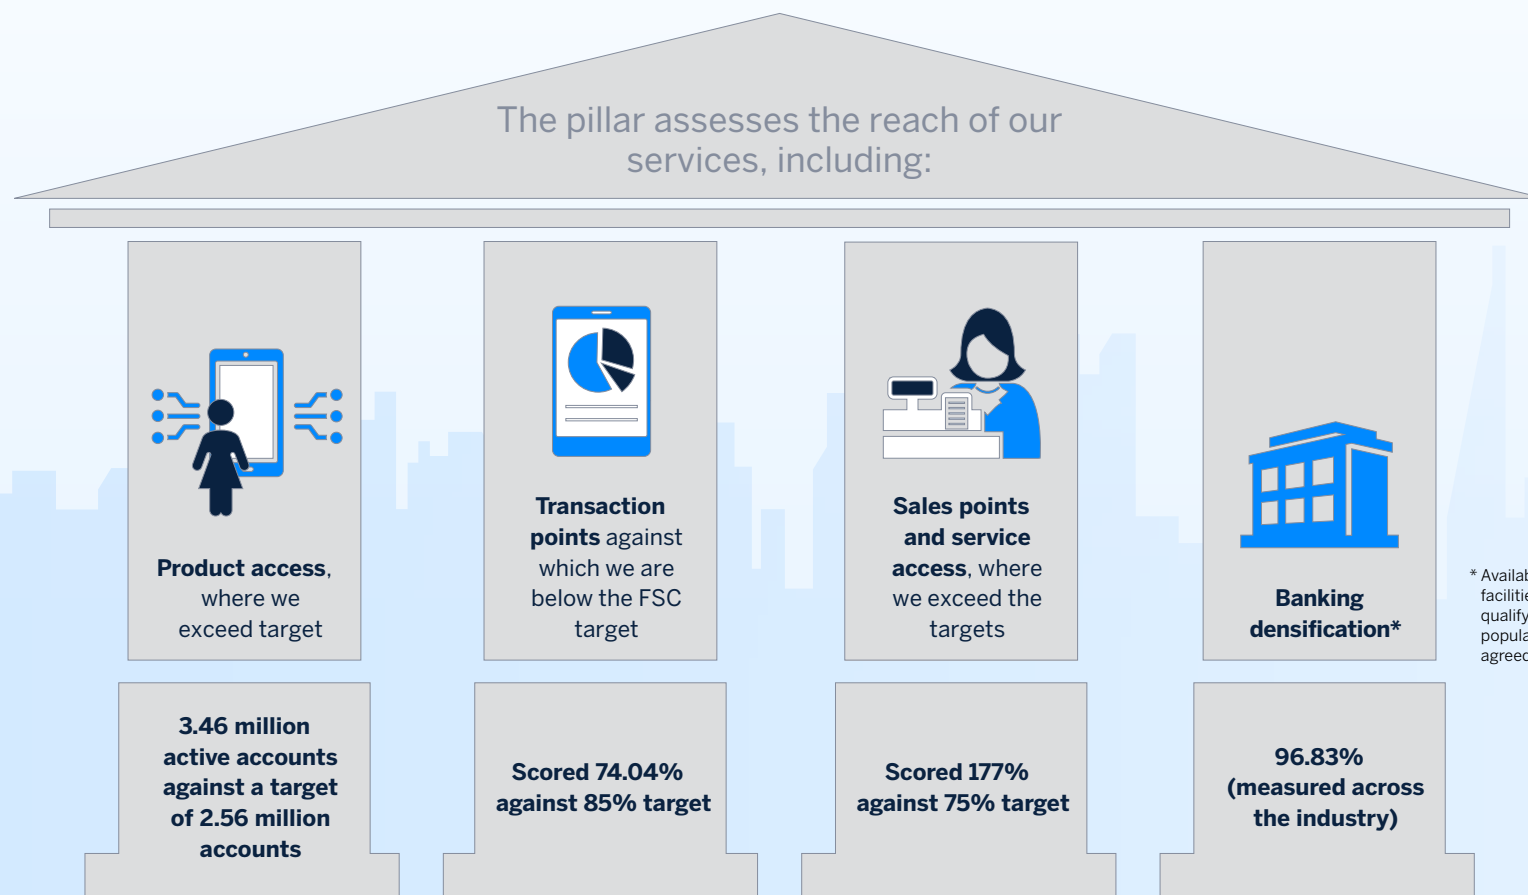 The pillar assesses the reach of our
services, including:
Product access,
where we
exceed target
3.46 million
active accounts
against a target
of 2.56 million
accounts
Transaction
points against
which we are
below the FSC
target
Scored 74.04%
against 85% target
Sales points
and service
access, where
we exceed the
targets
Scored 177%
against 75% target
Banking
densification*
96.83%
(measured across
the industry)
*
agreed